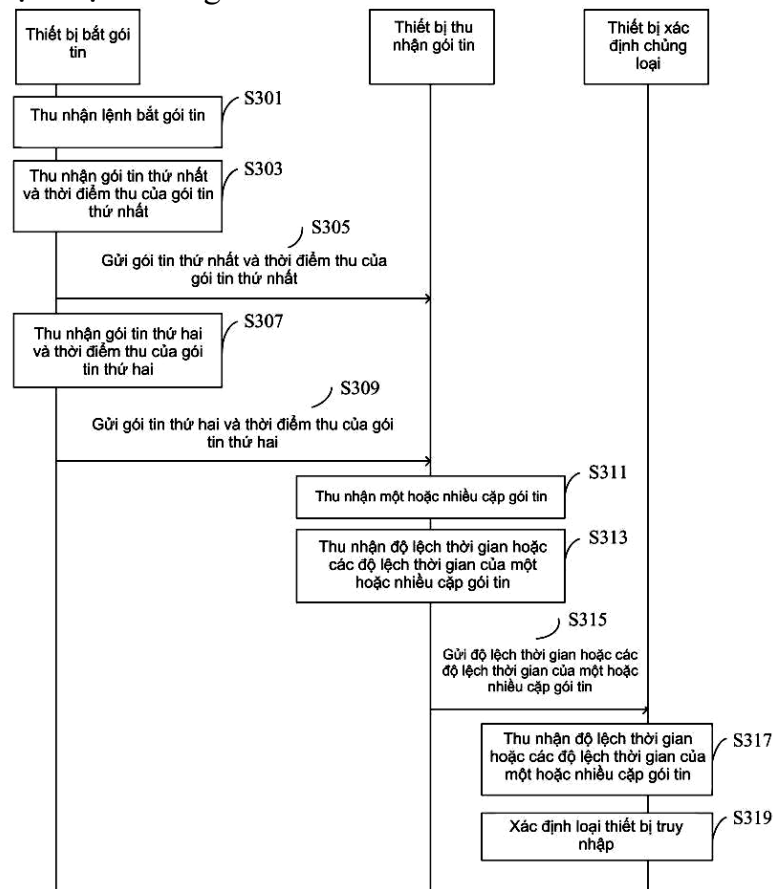 Thiết bị bắt gói
tin
Thiết bị thu
nhận gói tin
Thiết bị xác
định chủng
loại
Thu nhận lệnh bắt gói tin
S301
Thu nhận gói tin thứ nhất
và thời điểm thu của gói tin
thứ nhất
S303
S305
Gửi gói tin thứ nhất và thời điểm thu của
gói tin thứ nhất
Thu nhận gói tin thứ hai
và thời điểm thu của gói
tin thứ hai
S307
S309
Gửi gói tin thứ hai và thời điểm thu của gói
tin thứ hai
Thu nhận một hoặc nhiều cặp gói tin
S311
Thu nhận độ lệch thời gian hoặc
các độ lệch thời gian của một
hoặc nhiều cặp gói tin
S313
S315
Gửi độ lệch thời gian hoặc các
độ lệch thời gian của một hoặc
nhiều cặp gói tin
Thu nhận độ lệch thời gian
hoặc các độ lệch thời gian của
một hoặc nhiều cặp gói tin
S317
Xác định loại thiết bị truy
nhập
S319